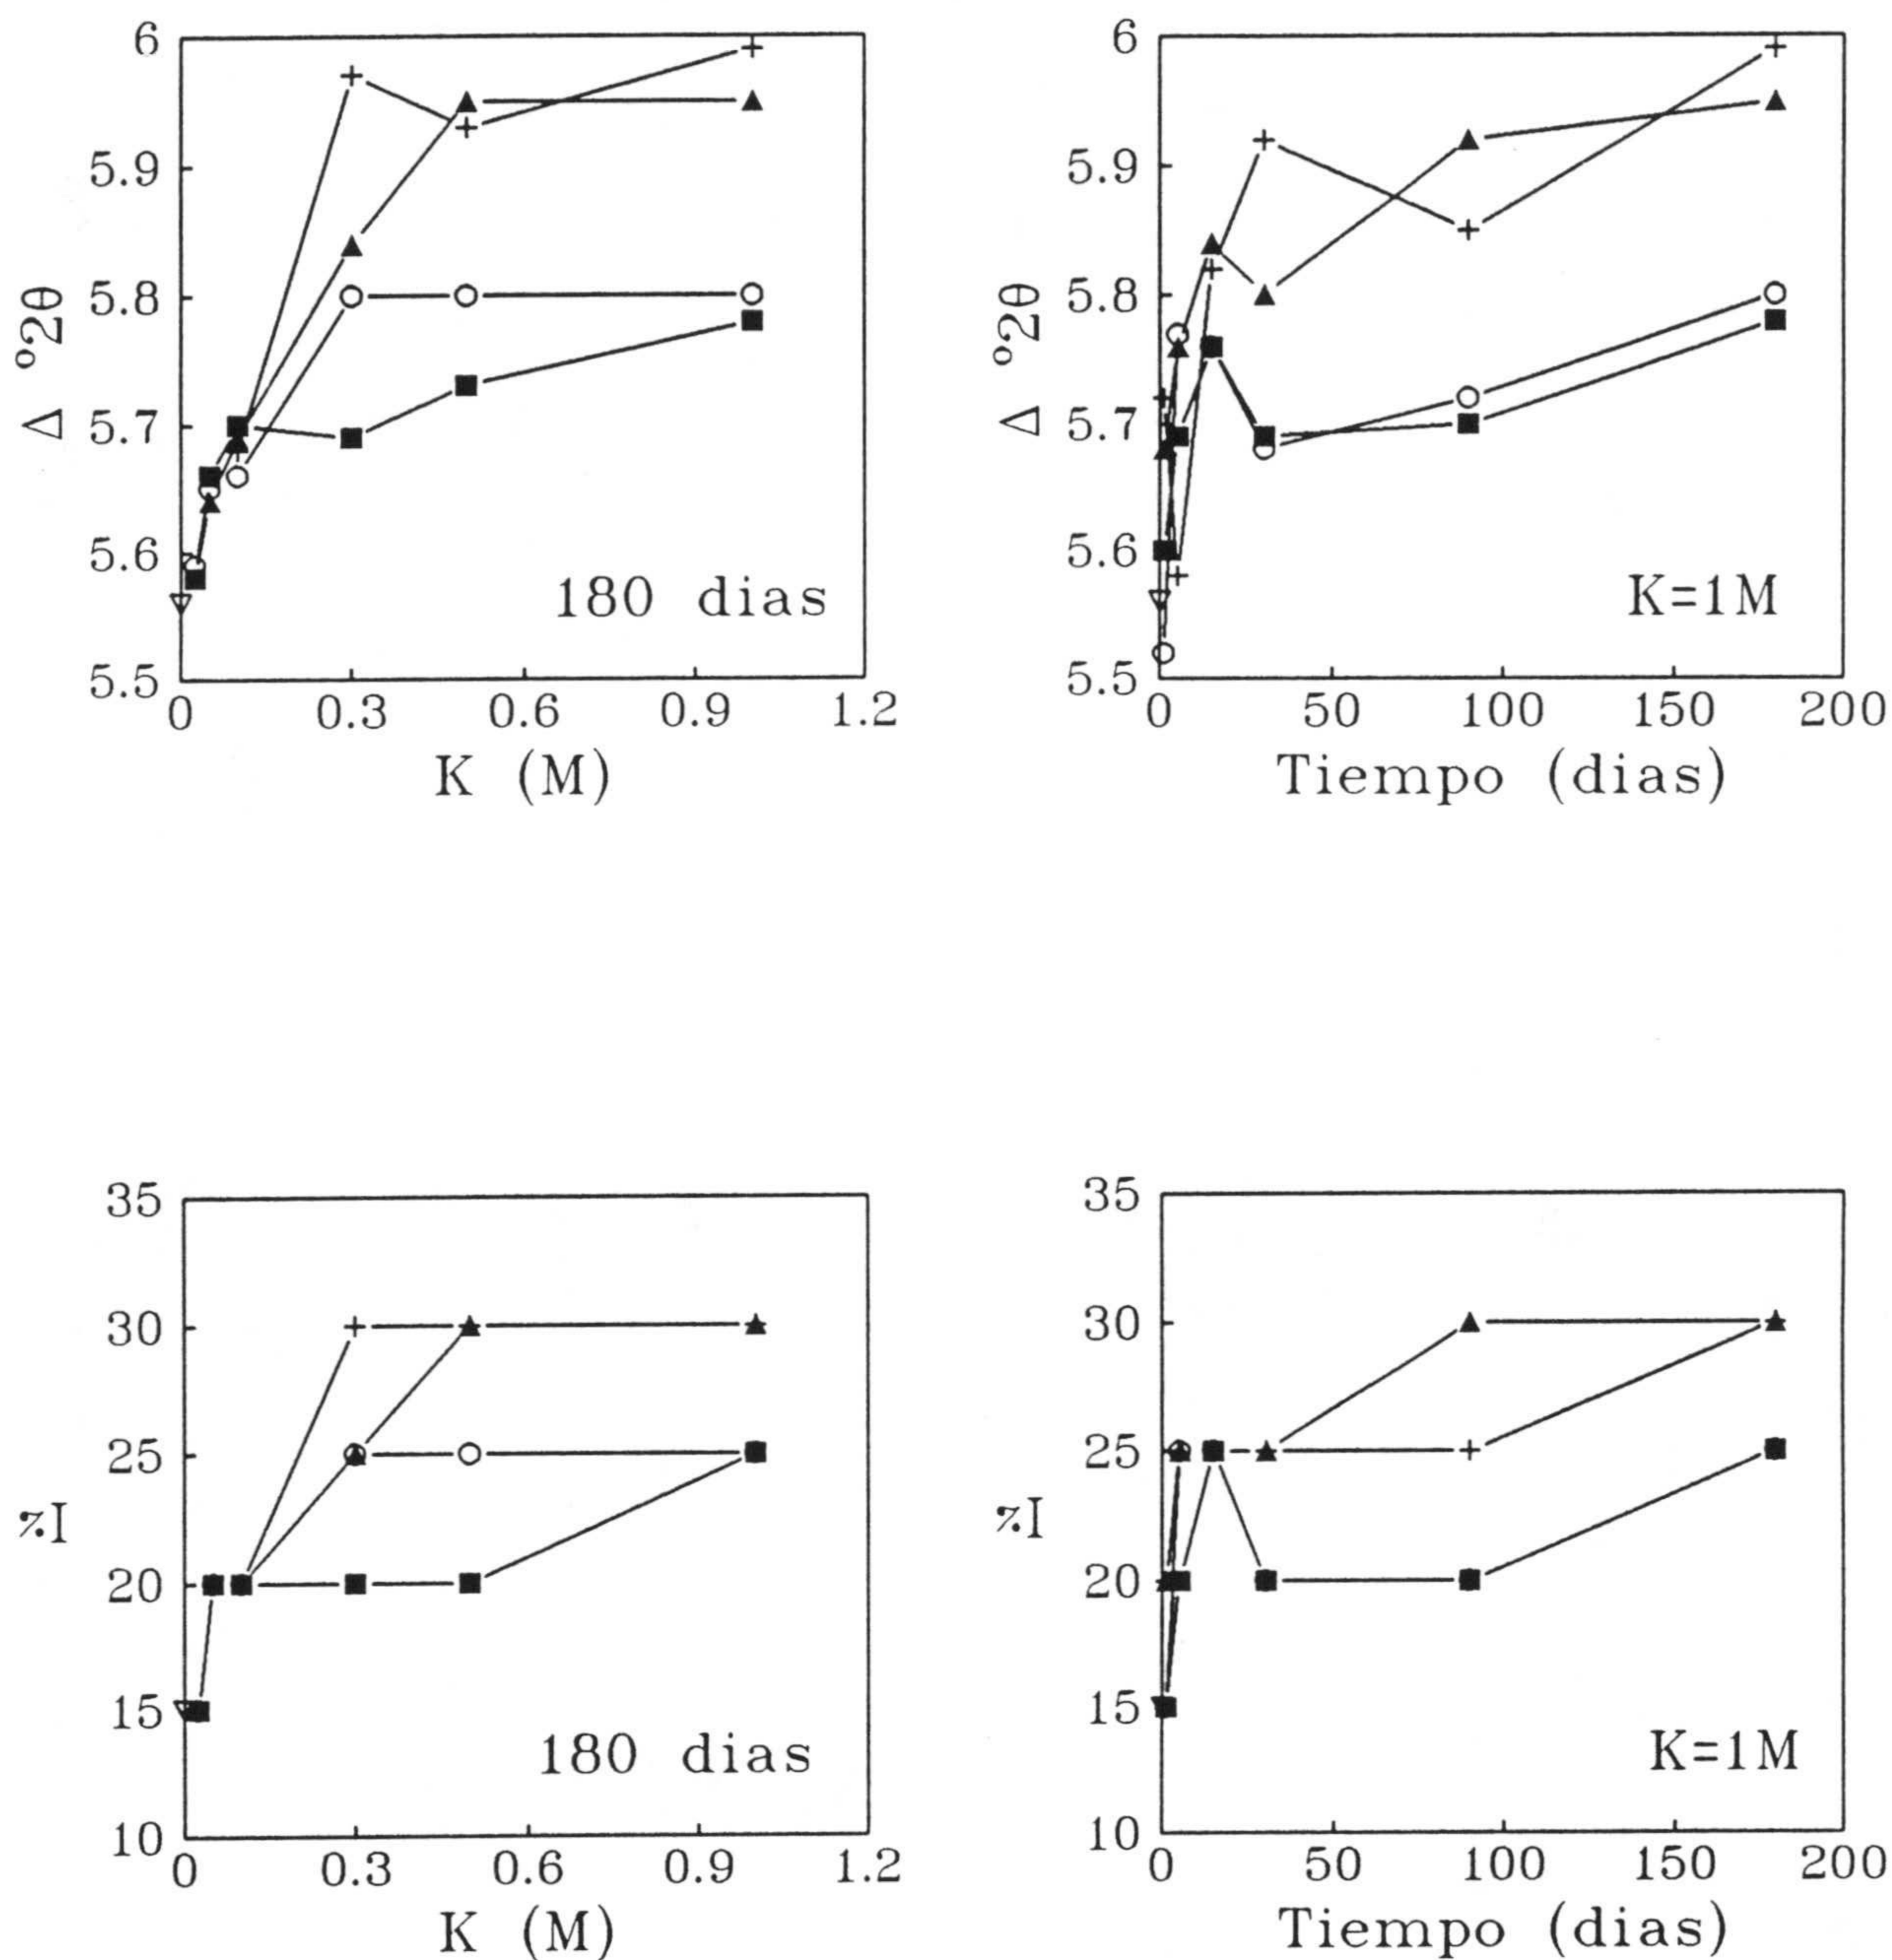 6
5.9
5.8
5.7
5.6
5.5
Δ °2θ
0 0.3 0.6 0.9 1.2
K (M)
180 dias
6
5.9
5.8
5.7
5.6
5.5
Δ °2θ
0 50 100 150 200
Tiempo (dias)
K=1M
35
30
25
20
15
10
%I
0 0.3 0.6 0.9 1.2
K (M)
180 dias
35
30
25
20
15
10
%I
0 50 100 150 200
Tiempo (dias)
K=1M